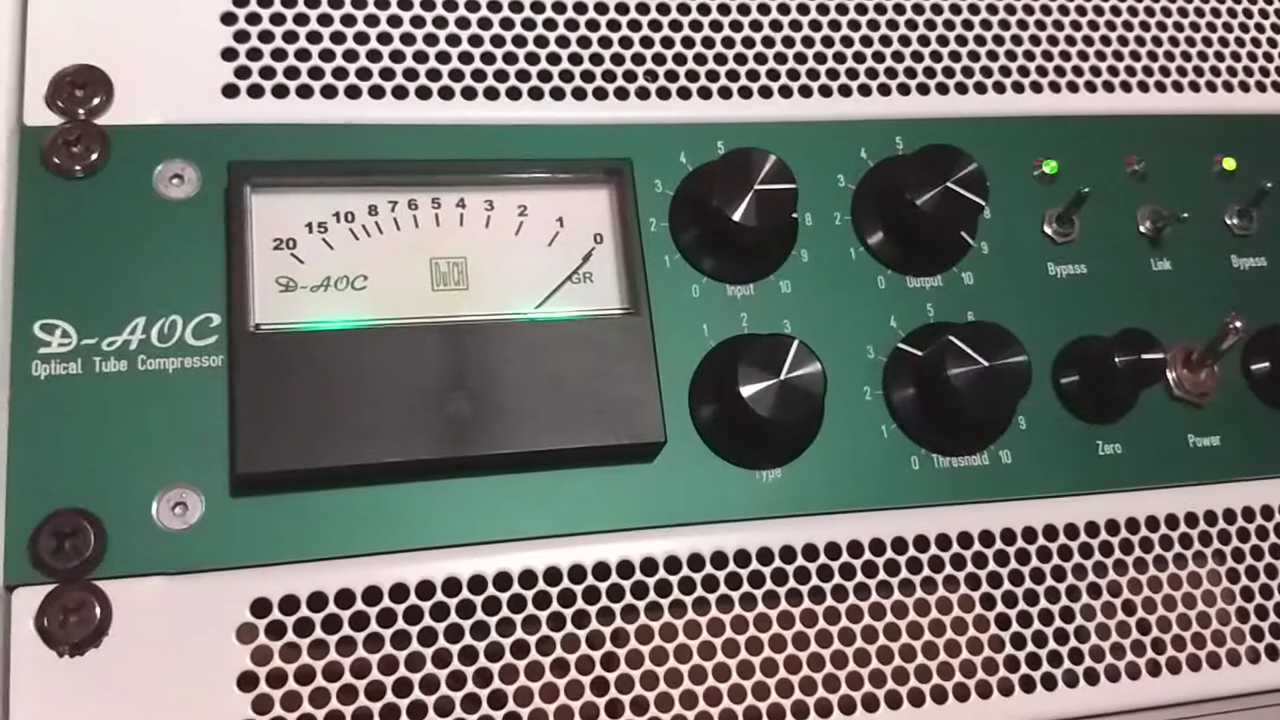 D-AOC
Optical Tube Compressor
20 15 10 8 7 6 5 4 3 2 1 0
D-AOC
DUTCH
GR
0 1 2 3 4 5 8 9 10
Input
0 1 2 3 4 5 8 9 10
Output
1 2 3
Type
0 1 2 3 4 5 6 9 10
Threshold
Bypass
Link
Bypass
Zero
Power